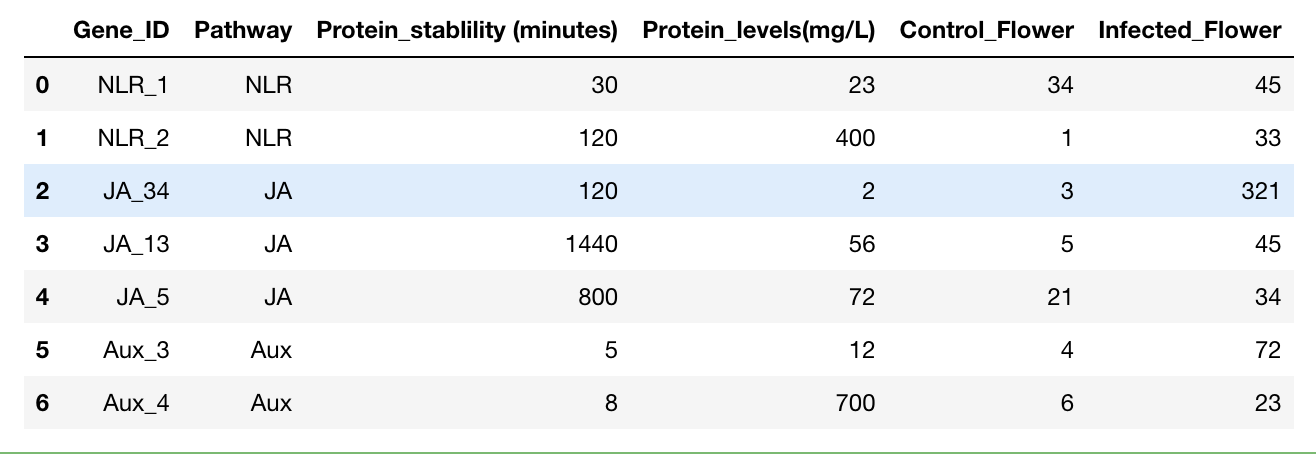 Gene_ID Pathway Protein_stablility (minutes) Protein_levels(mg/L) Control_Flower Infected_Flower
0 NLR_1 NLR 30 23 34 45
1 NLR_2 NLR 120 400 1 33
2 JA_34 JA 120 2 3 321
3 JA_13 JA 1440 56 5 45
4 JA_5 JA 800 72 21 34
5 Aux_3 Aux 5 12 4 72
6 Aux_4 Aux 8 700 6 23